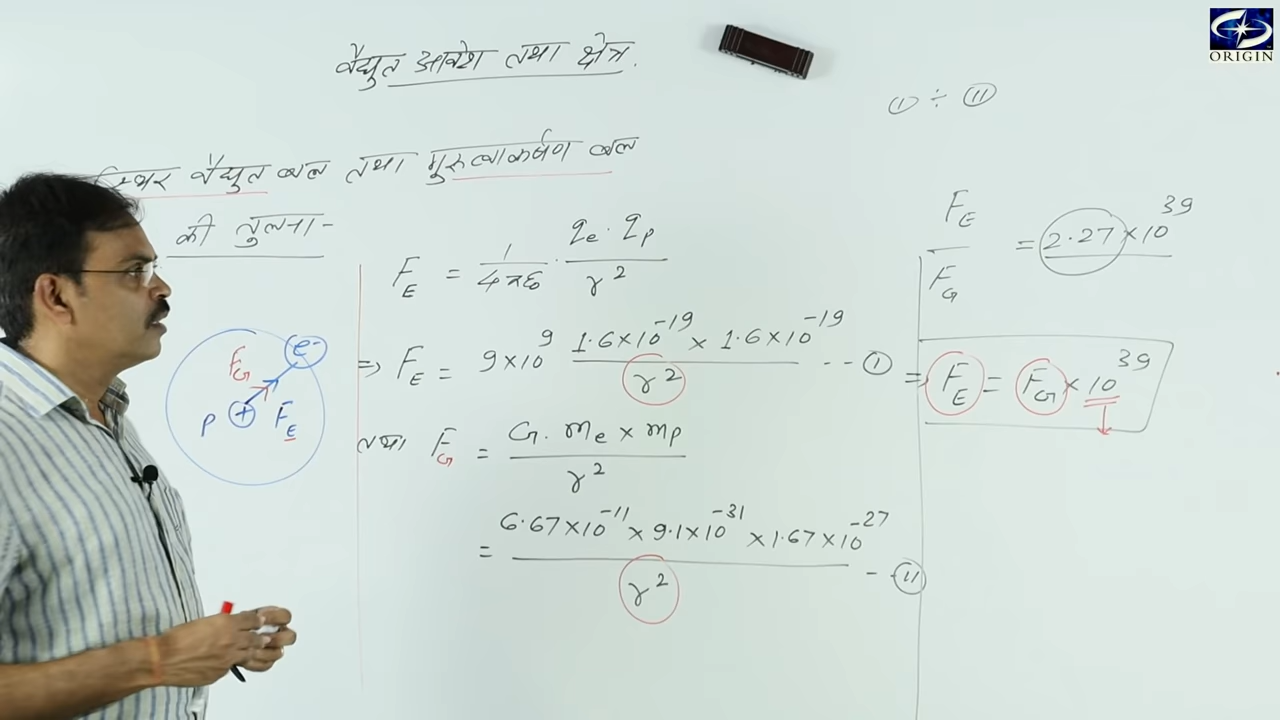 वैद्युत आवेश तथा क्षेत्र.
ORIGIN
① ÷ ⑪
स्थिर वैद्युत बल तथा गुरुत्वाकर्षण बल
की तुलना -
F_E = 1/4πε₀ · q_e · q_p / r²
⇒ F_E = 9×10⁹ 1.6×10⁻¹⁹ × 1.6×10⁻¹⁹ / r² -- ①
तथा F_G = G. m_e × m_p / r²
= 6.67×10⁻¹¹ × 9.1×10⁻³¹ × 1.67×10⁻²⁷ / r² -- ⑪
F_G
e-
P + F_E
F_E / F_G = 2.27×10³⁹
⇒ F_E = F_G × 10³⁹